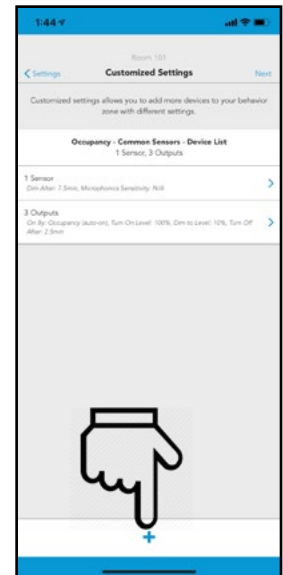 1:44
Room 101
Settings
Customized Settings
Next
Customized settings allows you to add more devices to your behavior
zone with different settings.
Occupancy - Common Sensors - Device List
1 Sensor, 3 Outputs
1 Sensor
Dim After: 7.5min, Microphonics Sensitivity: N/A
3 Outputs
On By: Occupancy (auto-on), Turn On Level: 100%, Dim to Level: 10%, Turn Off
After: 2.5min
+